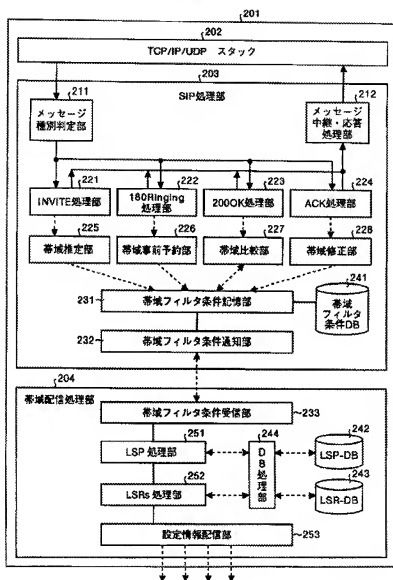 201
202
TCP/IP/UDP スタック
203
SIP処理部
211
メッセージ
種別判定部
212
メッセージ
中継・応答
処理部
221
INVITE処理部
222
180Ringing
処理部
223
200OK処理部
224
ACK処理部
225
帯域推定部
226
帯域事前予約部
227
帯域比較部
228
帯域修正部
231
帯域フィルタ条件記憶部
241
帯域
フィルタ
条件DB
232
帯域フィルタ条件通知部
204
帯域配信処理部
帯域フィルタ条件受信部
233
251
LSP 処理部
244
DB処理部
242
LSP-DB
252
LSRs 処理部
243
LSR-DB
設定情報配信部
253